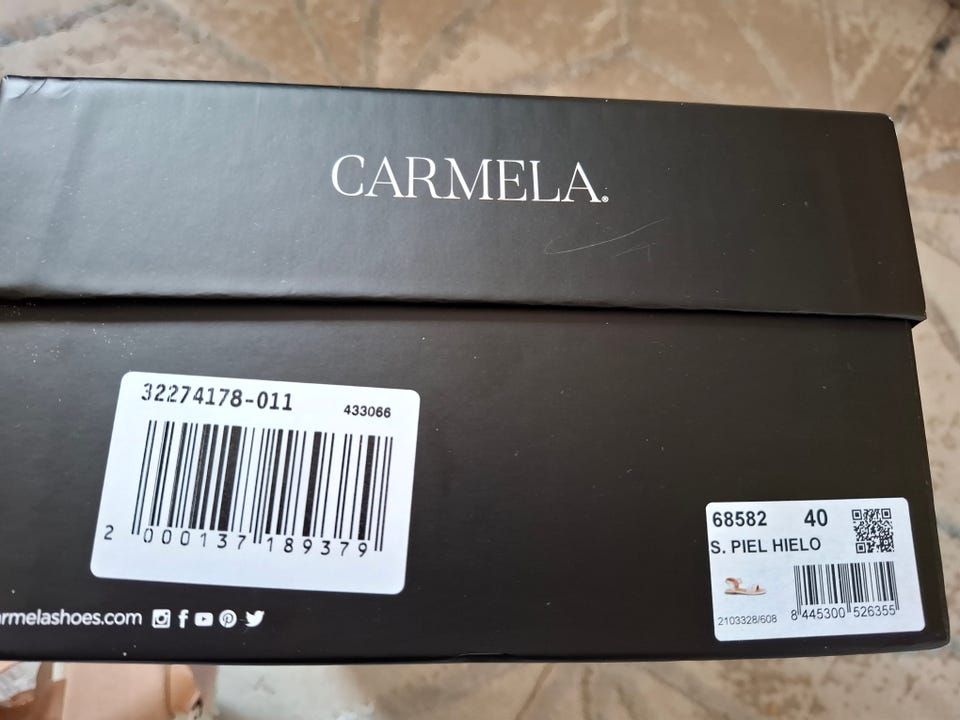 CARMELA®
32274178-011
433066
2 000137 189379
68582 40
S. PIEL HIELO
2103328/608
8 445300 526355
rmelashoes.com